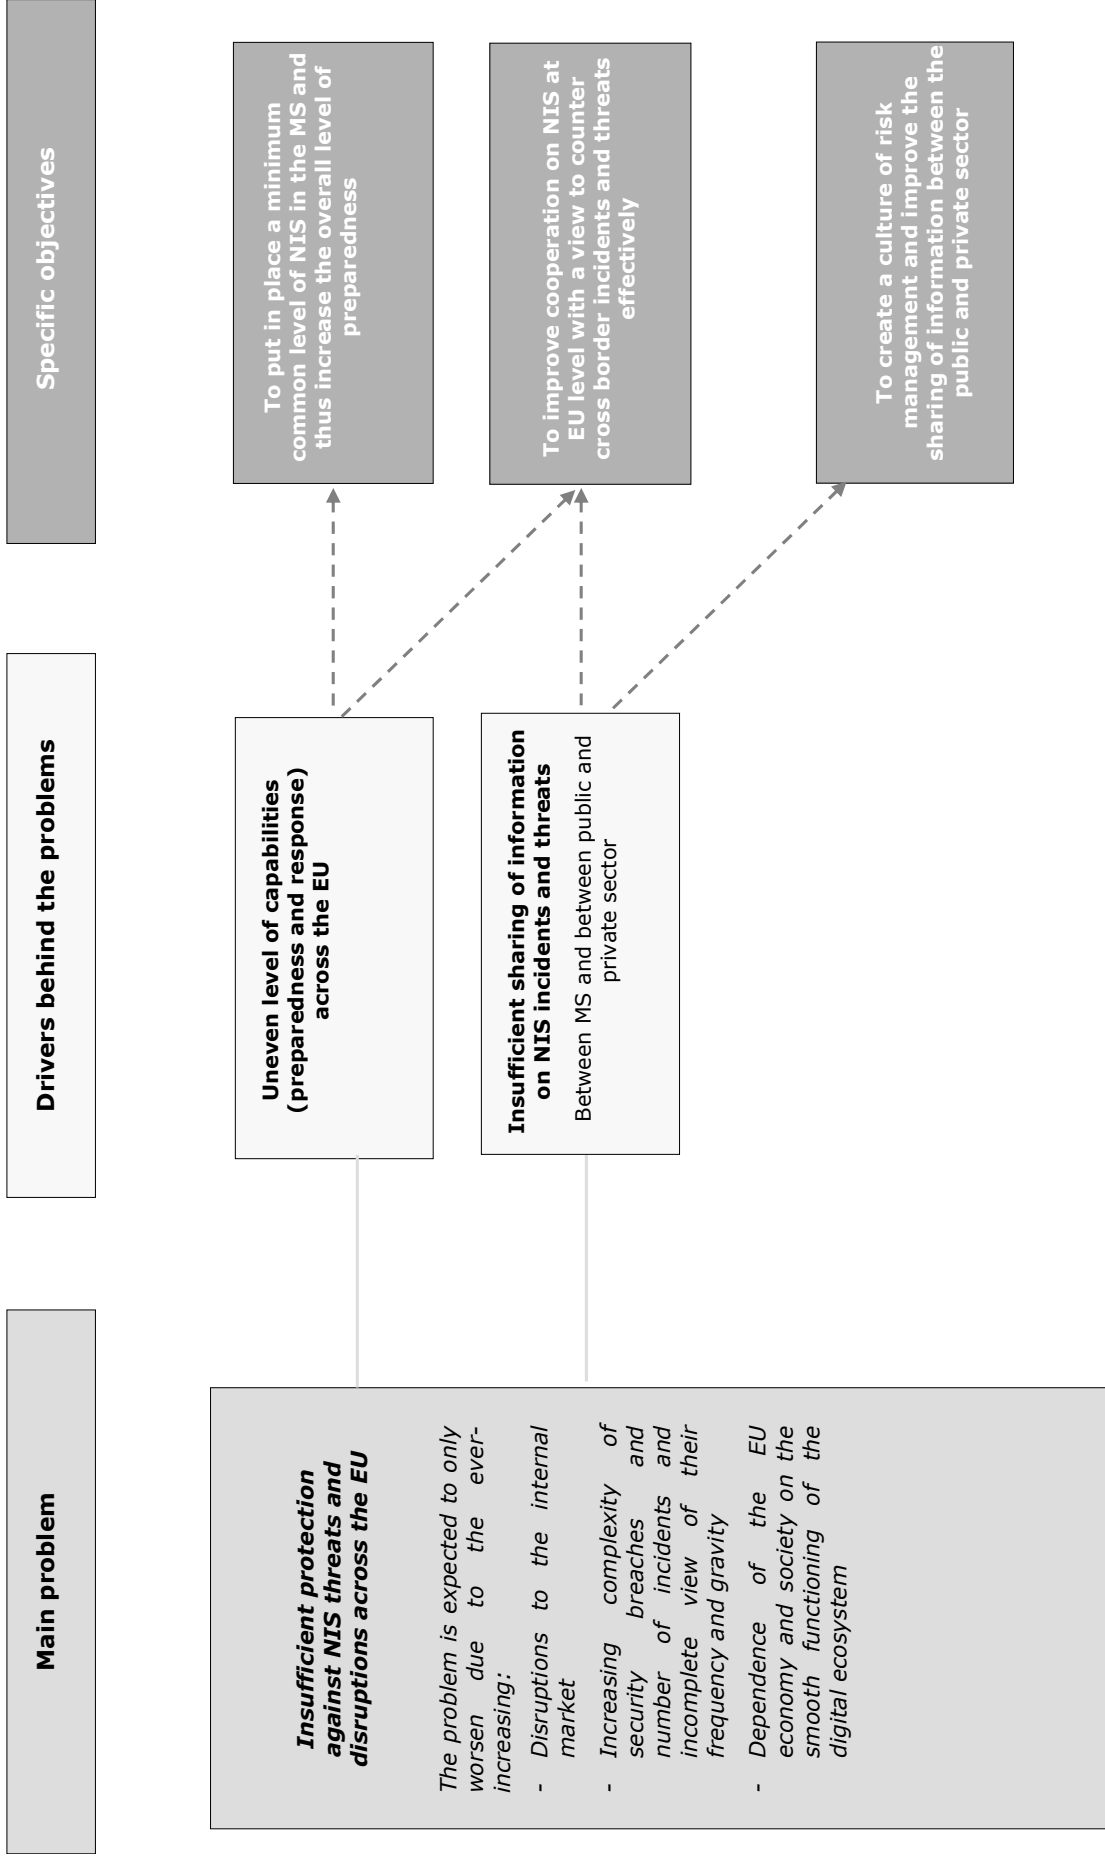 Main problem
Drivers behind the problems
Specific objectives
Insufficient protection
against NIS threats and
disruptions across the EU
The problem is expected to only
worsen due to the ever-
increasing:
- Disruptions to the internal
market
- Increasing complexity of
security breaches and
number of incidents and
incomplete view of their
frequency and gravity
- Dependence of the EU
economy and society on the
smooth functioning of the
digital ecosystem
Uneven level of capabilities
(preparedness and response)
across the EU
Insufficient sharing of information
on NIS incidents and threats
Between MS and between public and
private sector
To put in place a minimum
common level of NIS in the MS and
thus increase the overall level of
preparedness
To improve cooperation on NIS at
EU level with a view to counter
cross border incidents and threats
effectively
To create a culture of risk
management and improve the
sharing of information between the
public and private sector